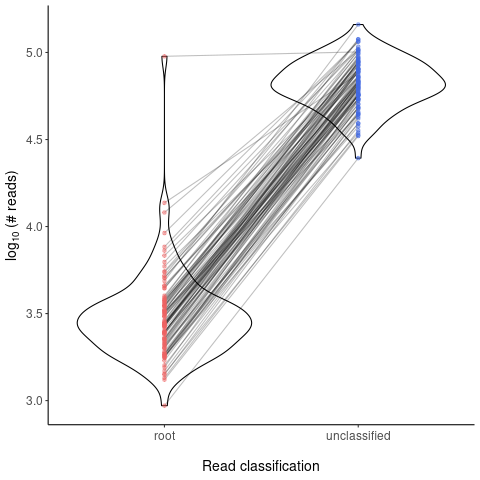 5.0
4.5
4.0
3.5
3.0
log₁₀ (# reads)
root unclassified
Read classification